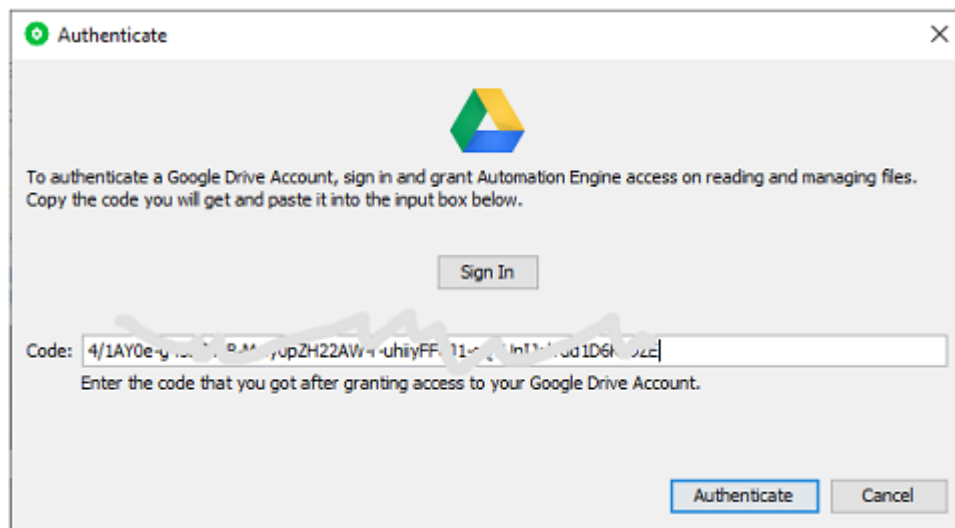 Authenticate
To authenticate a Google Drive Account, sign in and grant Automation Engine access on reading and managing files.
Copy the code you will get and paste it into the input box below.
Sign In
Code:
Enter the code that you got after granting access to your Google Drive Account.
Authenticate
Cancel